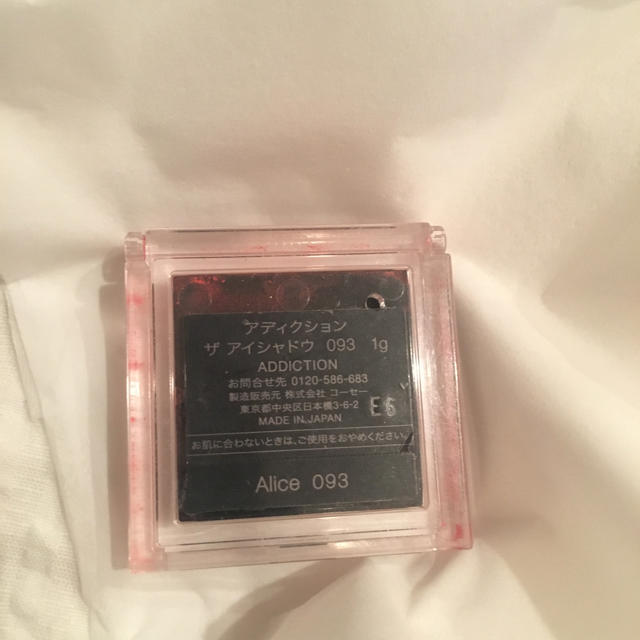 アディクション
ザ アイシャドウ 093 1g
ADDICTION
お問合せ先 0120-586-683
製造販売元 株式会社 コーセー
東京都中央区日本橋3-6-2
MADE IN JAPAN
E5
お肌に合わないときは、ご使用をおやめください。
Alice 093